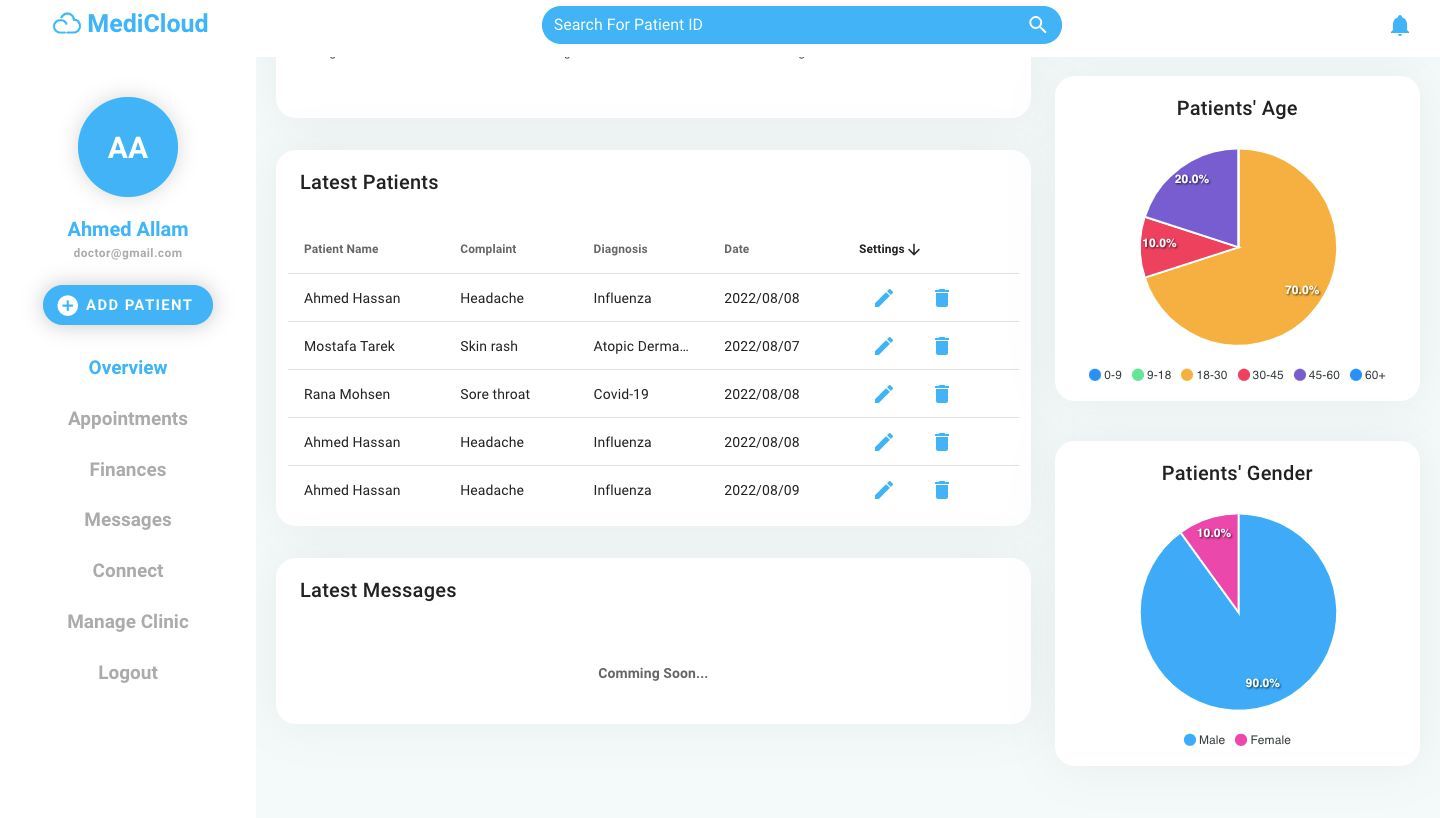 MediCloud
Search For Patient ID
AA
Ahmed Allam
doctor@gmail.com
ADD PATIENT
Overview
Appointments
Finances
Messages
Connect
Manage Clinic
Logout
Latest Patients
Patient Name Complaint Diagnosis Date Settings
Ahmed Hassan Headache Influenza 2022/08/08
Mostafa Tarek Skin rash Atopic Derma... 2022/08/07
Rana Mohsen Sore throat Covid-19 2022/08/08
Ahmed Hassan Headache Influenza 2022/08/08
Ahmed Hassan Headache Influenza 2022/08/09
Latest Messages
Comming Soon...
Patients' Age
20.0%
10.0%
70.0%
0-9 9-18 18-30 30-45 45-60 60+
Patients' Gender
10.0%
90.0%
Male Female